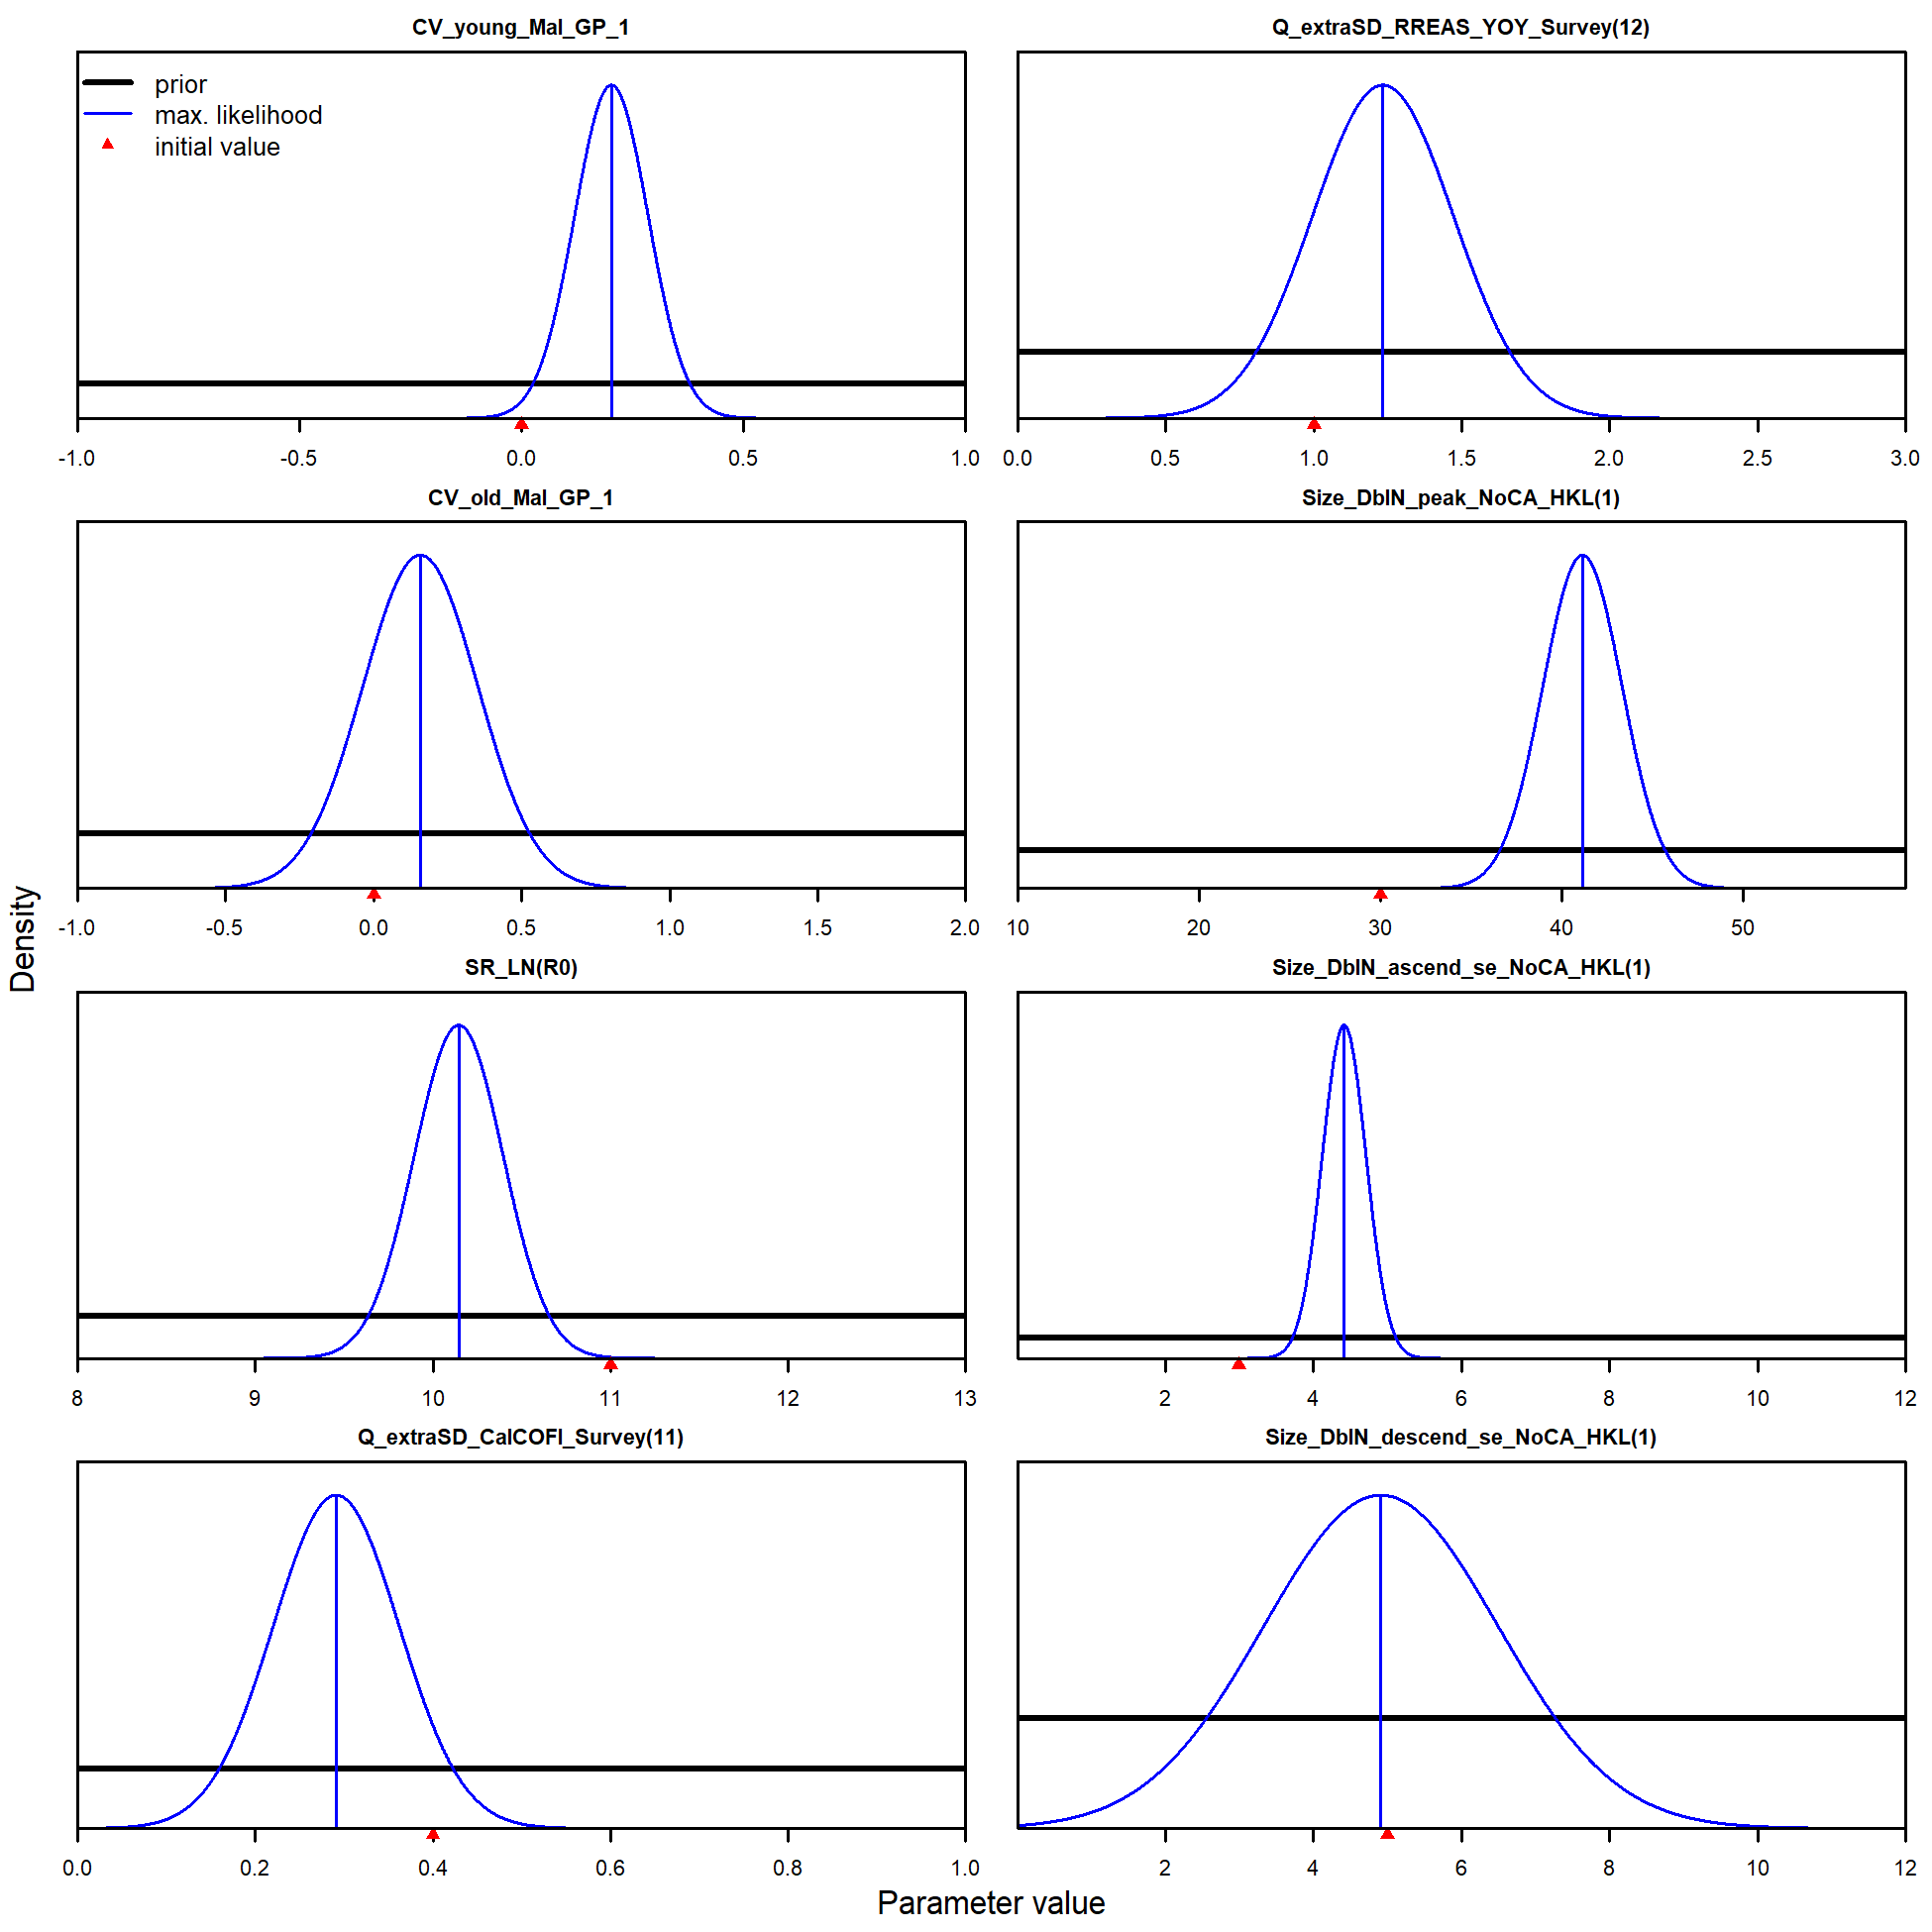 CV_young_Mal_GP_1
prior
max. likelihood
initial value
-1.0 -0.5 0.0 0.5 1.0
Q_extraSD_RREAS_YOY_Survey(12)
0.0 0.5 1.0 1.5 2.0 2.5 3.0
CV_old_Mal_GP_1
-1.0 -0.5 0.0 0.5 1.0 1.5 2.0
Size_DblN_peak_NoCA_HKL(1)
10 20 30 40 50
SR_LN(R0)
8 9 10 11 12 13
Size_DblN_ascend_se_NoCA_HKL(1)
2 4 6 8 10 12
Q_extraSD_CalCOFI_Survey(11)
0.0 0.2 0.4 0.6 0.8 1.0
Size_DblN_descend_se_NoCA_HKL(1)
2 4 6 8 10 12
Density
Parameter value